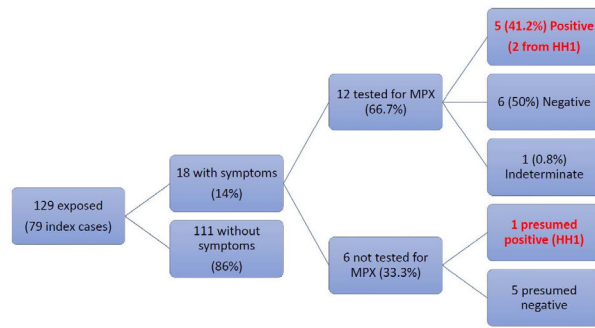 129 exposed
(79 index cases)
18 with symptoms
(14%)
111 without
symptoms
(86%)
12 tested for MPX
(66.7%)
6 not tested for
MPX (33.3%)
5 (41.2%) Positive
(2 from HH1)
6 (50%) Negative
1 (0.8%)
Indeterminate
1 presumed
positive (HH1)
5 presumed
negative